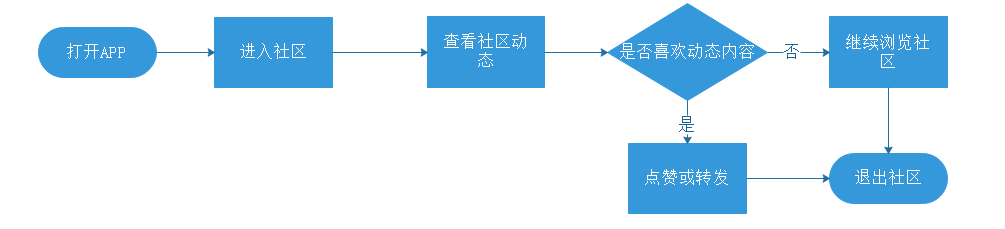 打开APP
进入社区
查看社区动
态
是否喜欢动态内容
否
继续浏览社
区
是
点赞或转发
退出社区